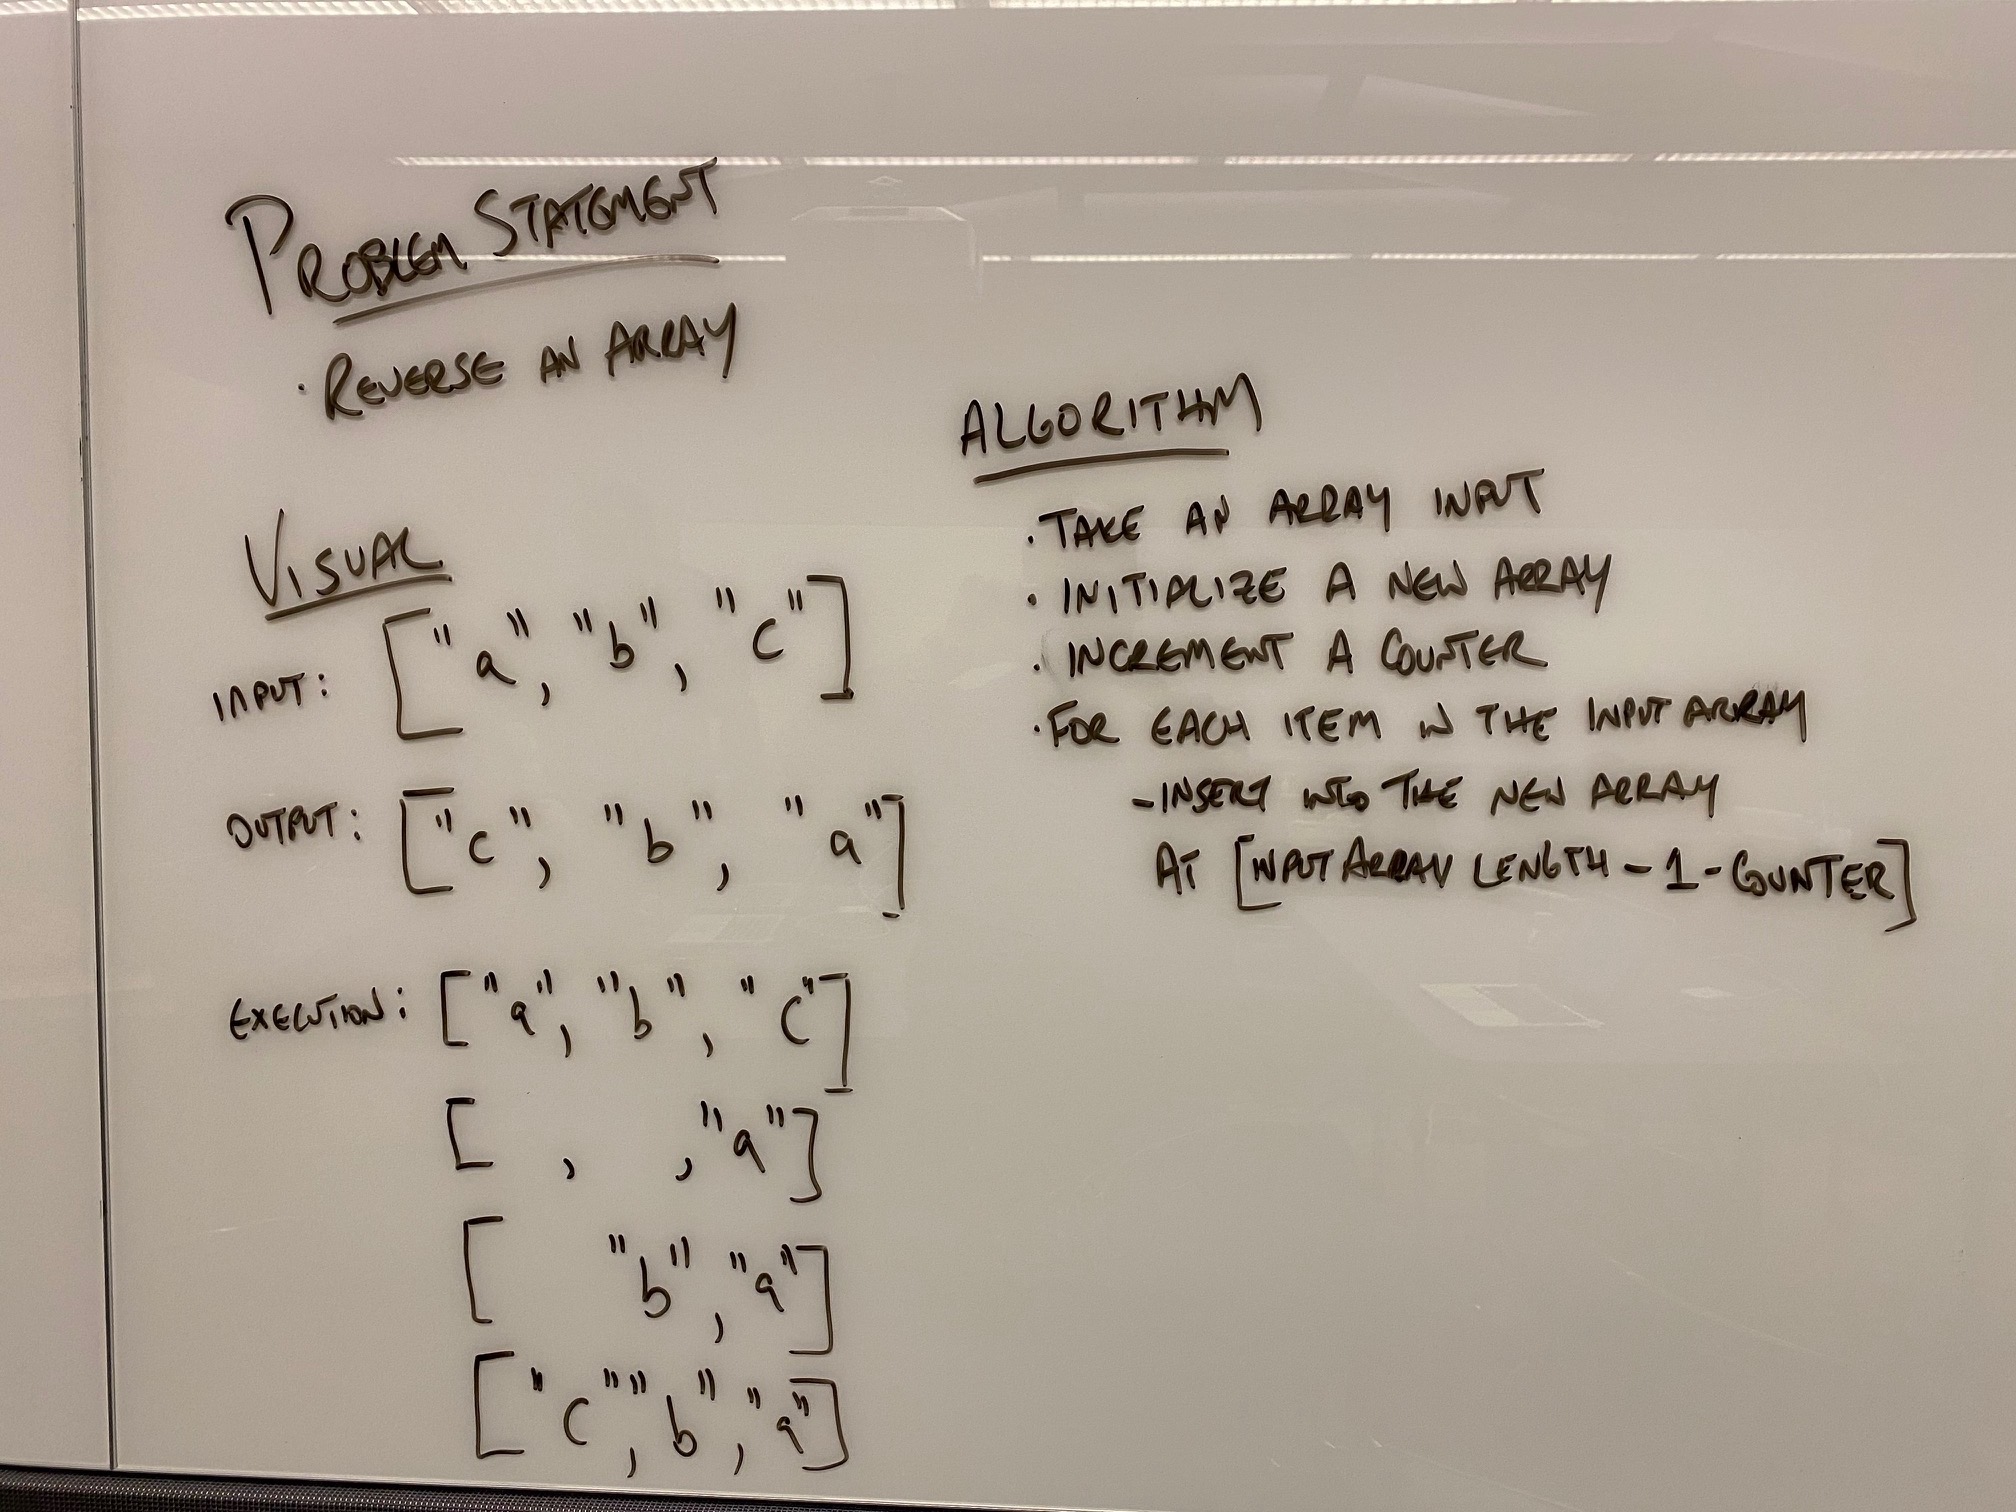 PROBLEM STATEMENT
· REVERSE AN ARRAY
VISUAL
INPUT: ["a", "b", "c"]
OUTPUT: ["c", "b", "a"]
EXECUTION: ["a", "b", "c"]
[ , , "a"]
[ "b", "a"]
["c", "b", "a"]
ALGORITHM
· TAKE AN ARRAY INPUT
· INITIALIZE A NEW ARRAY
· INCREMENT A COUNTER
· FOR EACH ITEM IN THE INPUT ARRAY
- INSERT INTO THE NEW ARRAY
AT [INPUT ARRAY LENGTH - 1 - COUNTER]